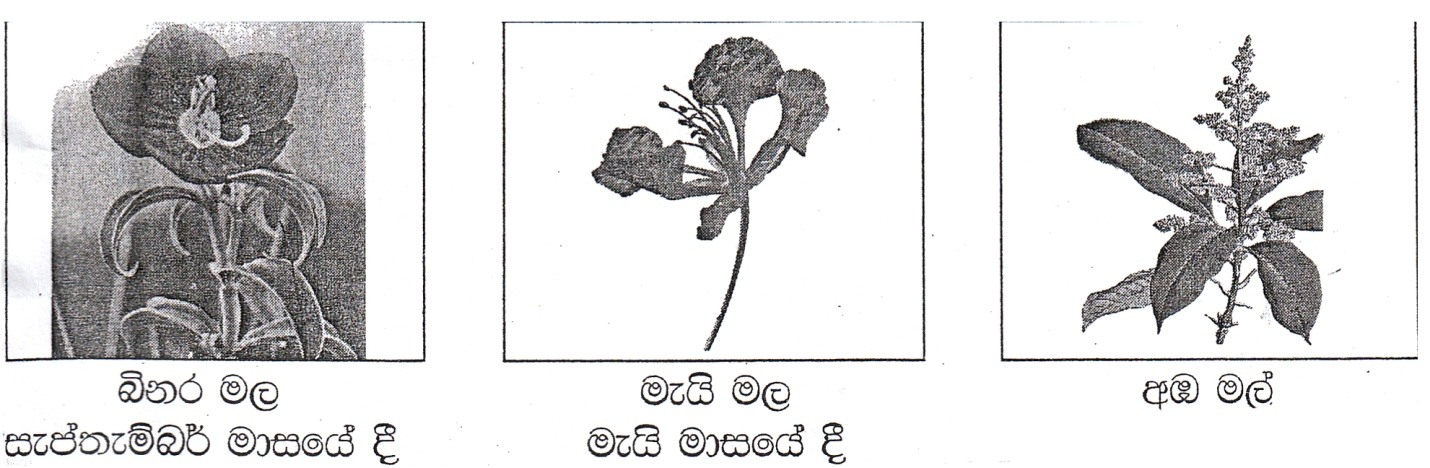 බිනර මල
සැප්තැම්බර් මාසයේ දී
මැයි මල
මැයි මාසයේ දී
අඹ මල්